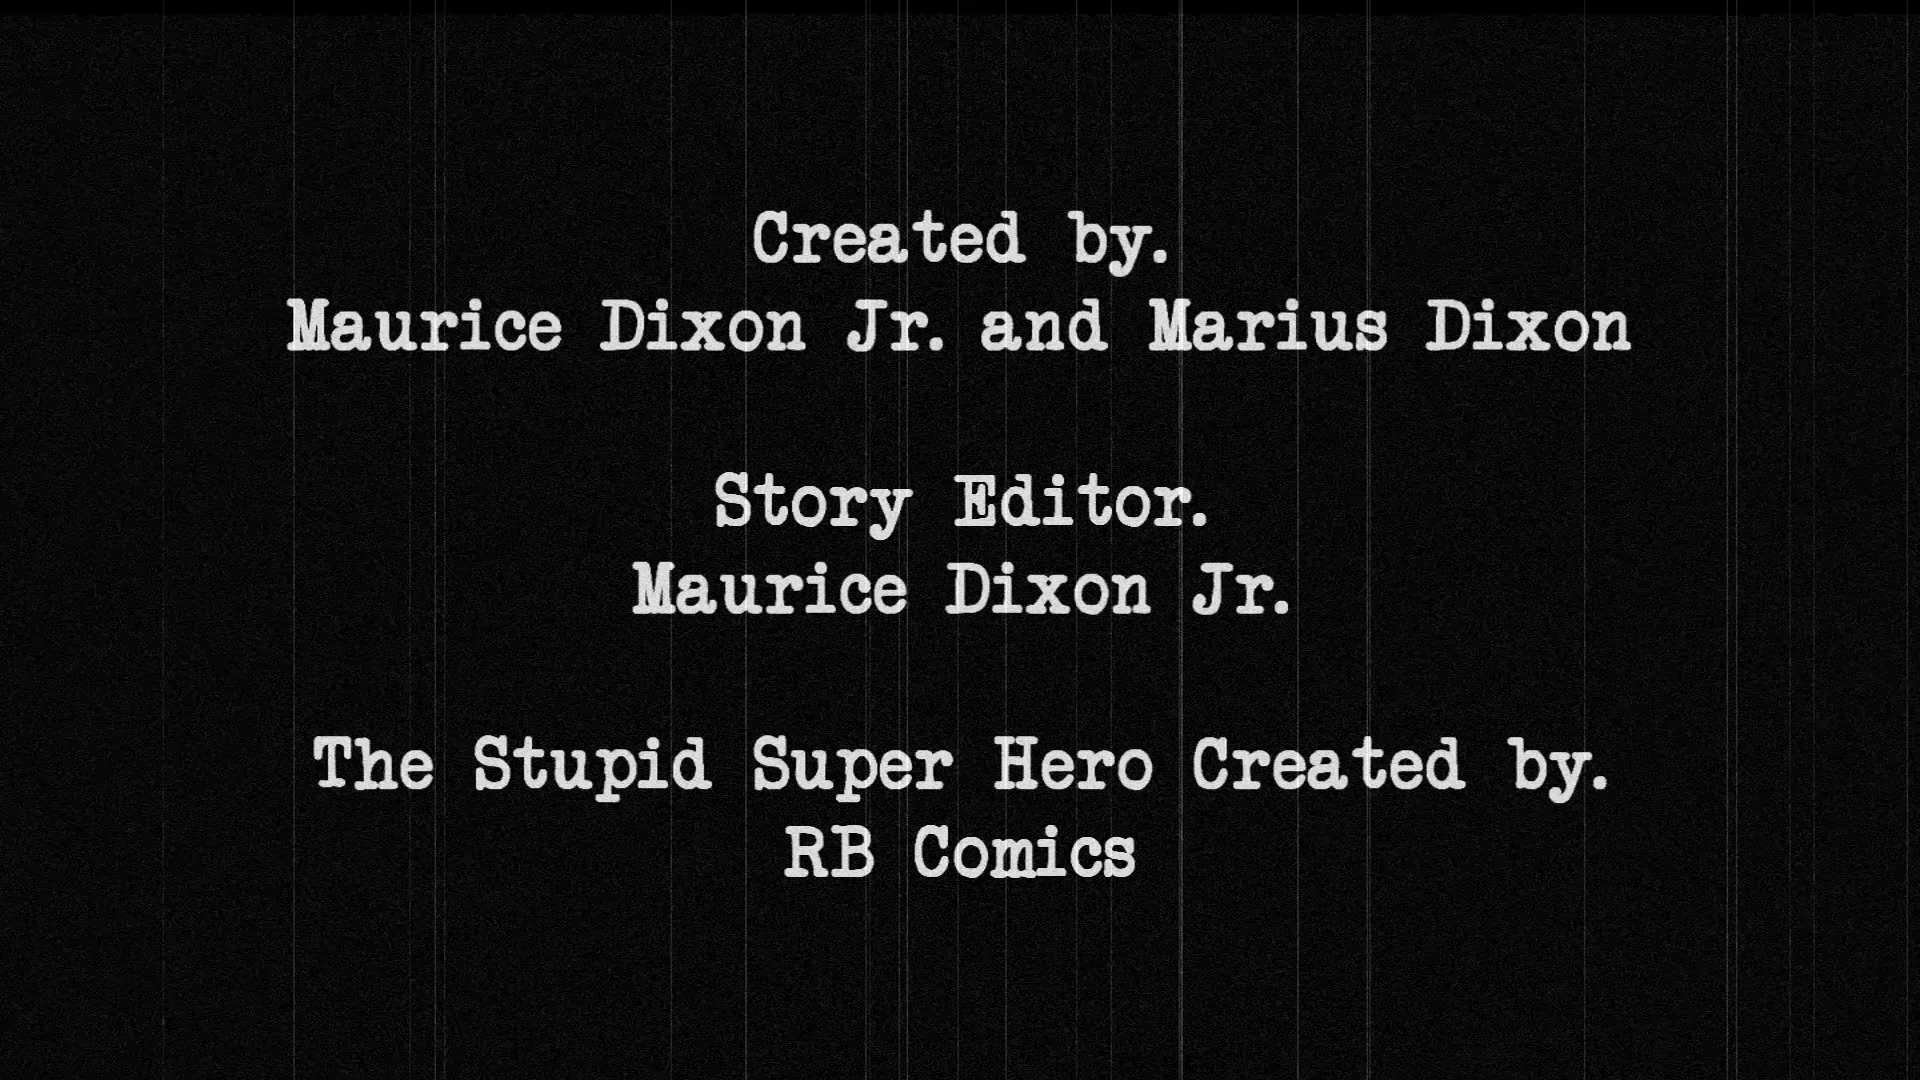 Created by.
Maurice Dixon Jr. and Marius Dixon
Story Editor.
Maurice Dixon Jr.
The Stupid Super Hero Created by.
RB Comics